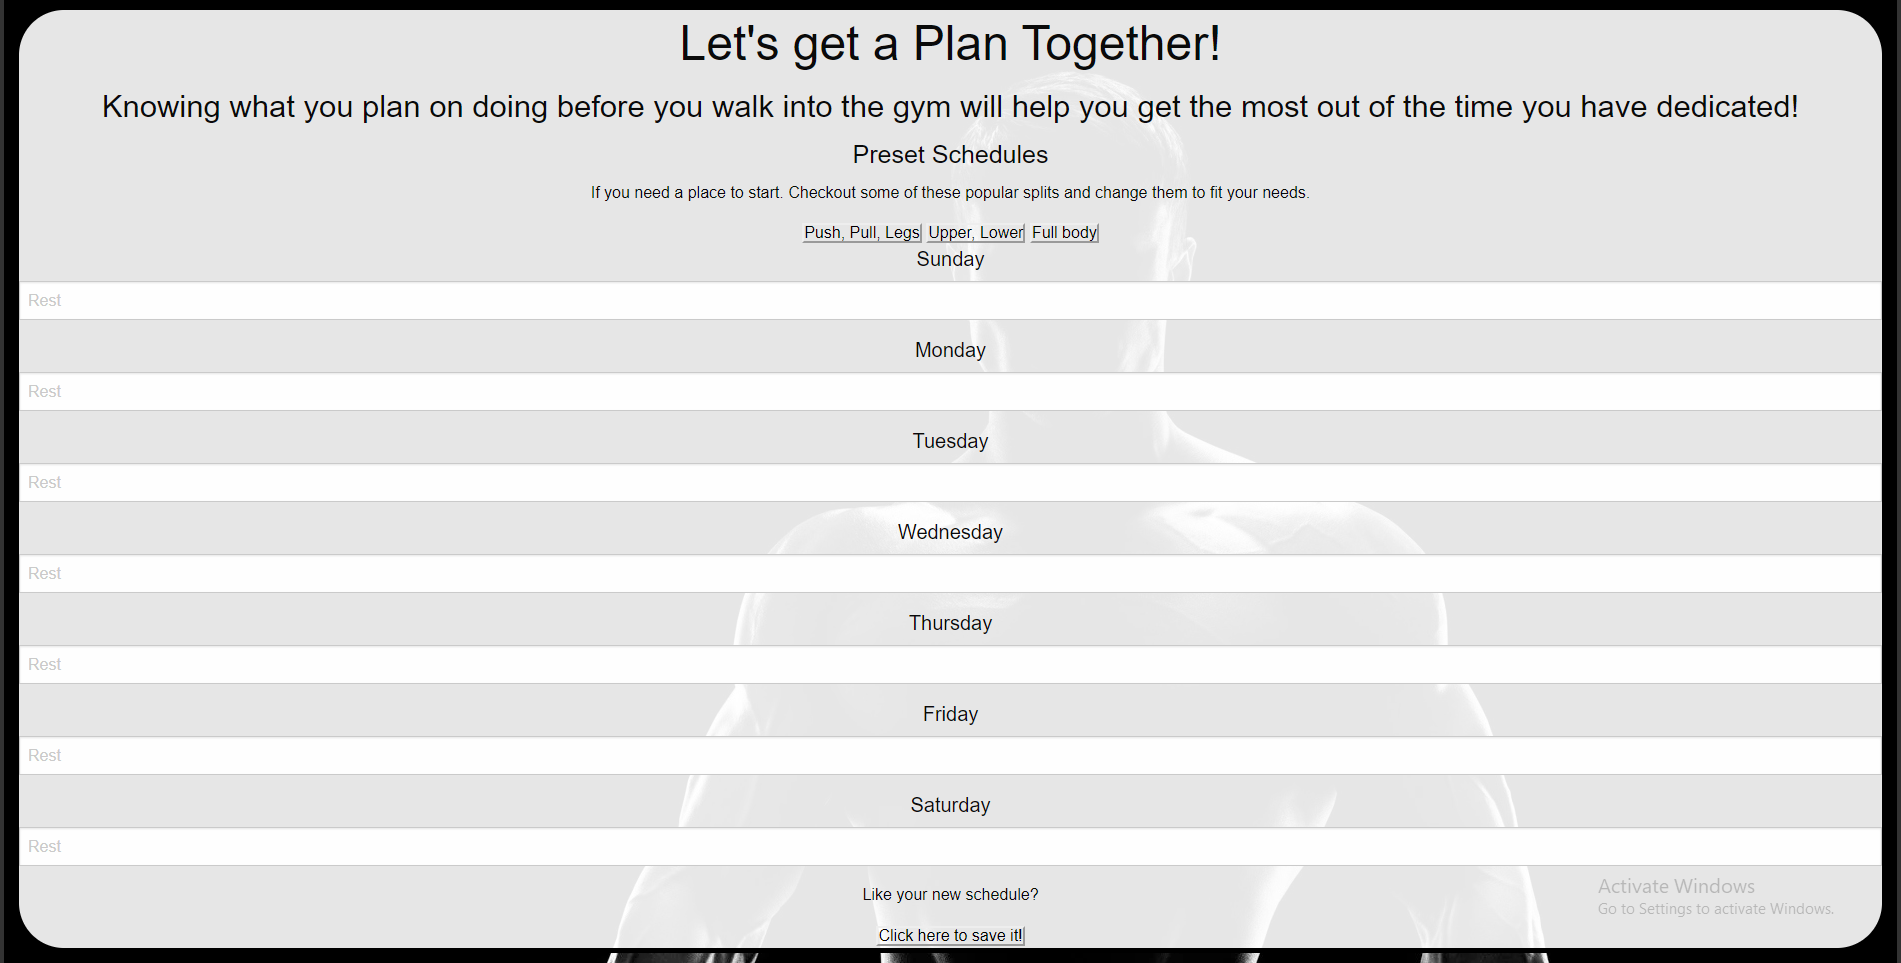 Let's get a Plan Together!
Knowing what you plan on doing before you walk into the gym will help you get the most out of the time you have dedicated!
Preset Schedules
If you need a place to start. Checkout some of these popular splits and change them to fit your needs.
Push, Pull, Legs Upper, Lower Full body
Sunday
Rest
Monday
Rest
Tuesday
Rest
Wednesday
Rest
Thursday
Rest
Friday
Rest
Saturday
Rest
Like your new schedule?
Click here to save it!
Activate Windows
Go to Settings to activate Windows.